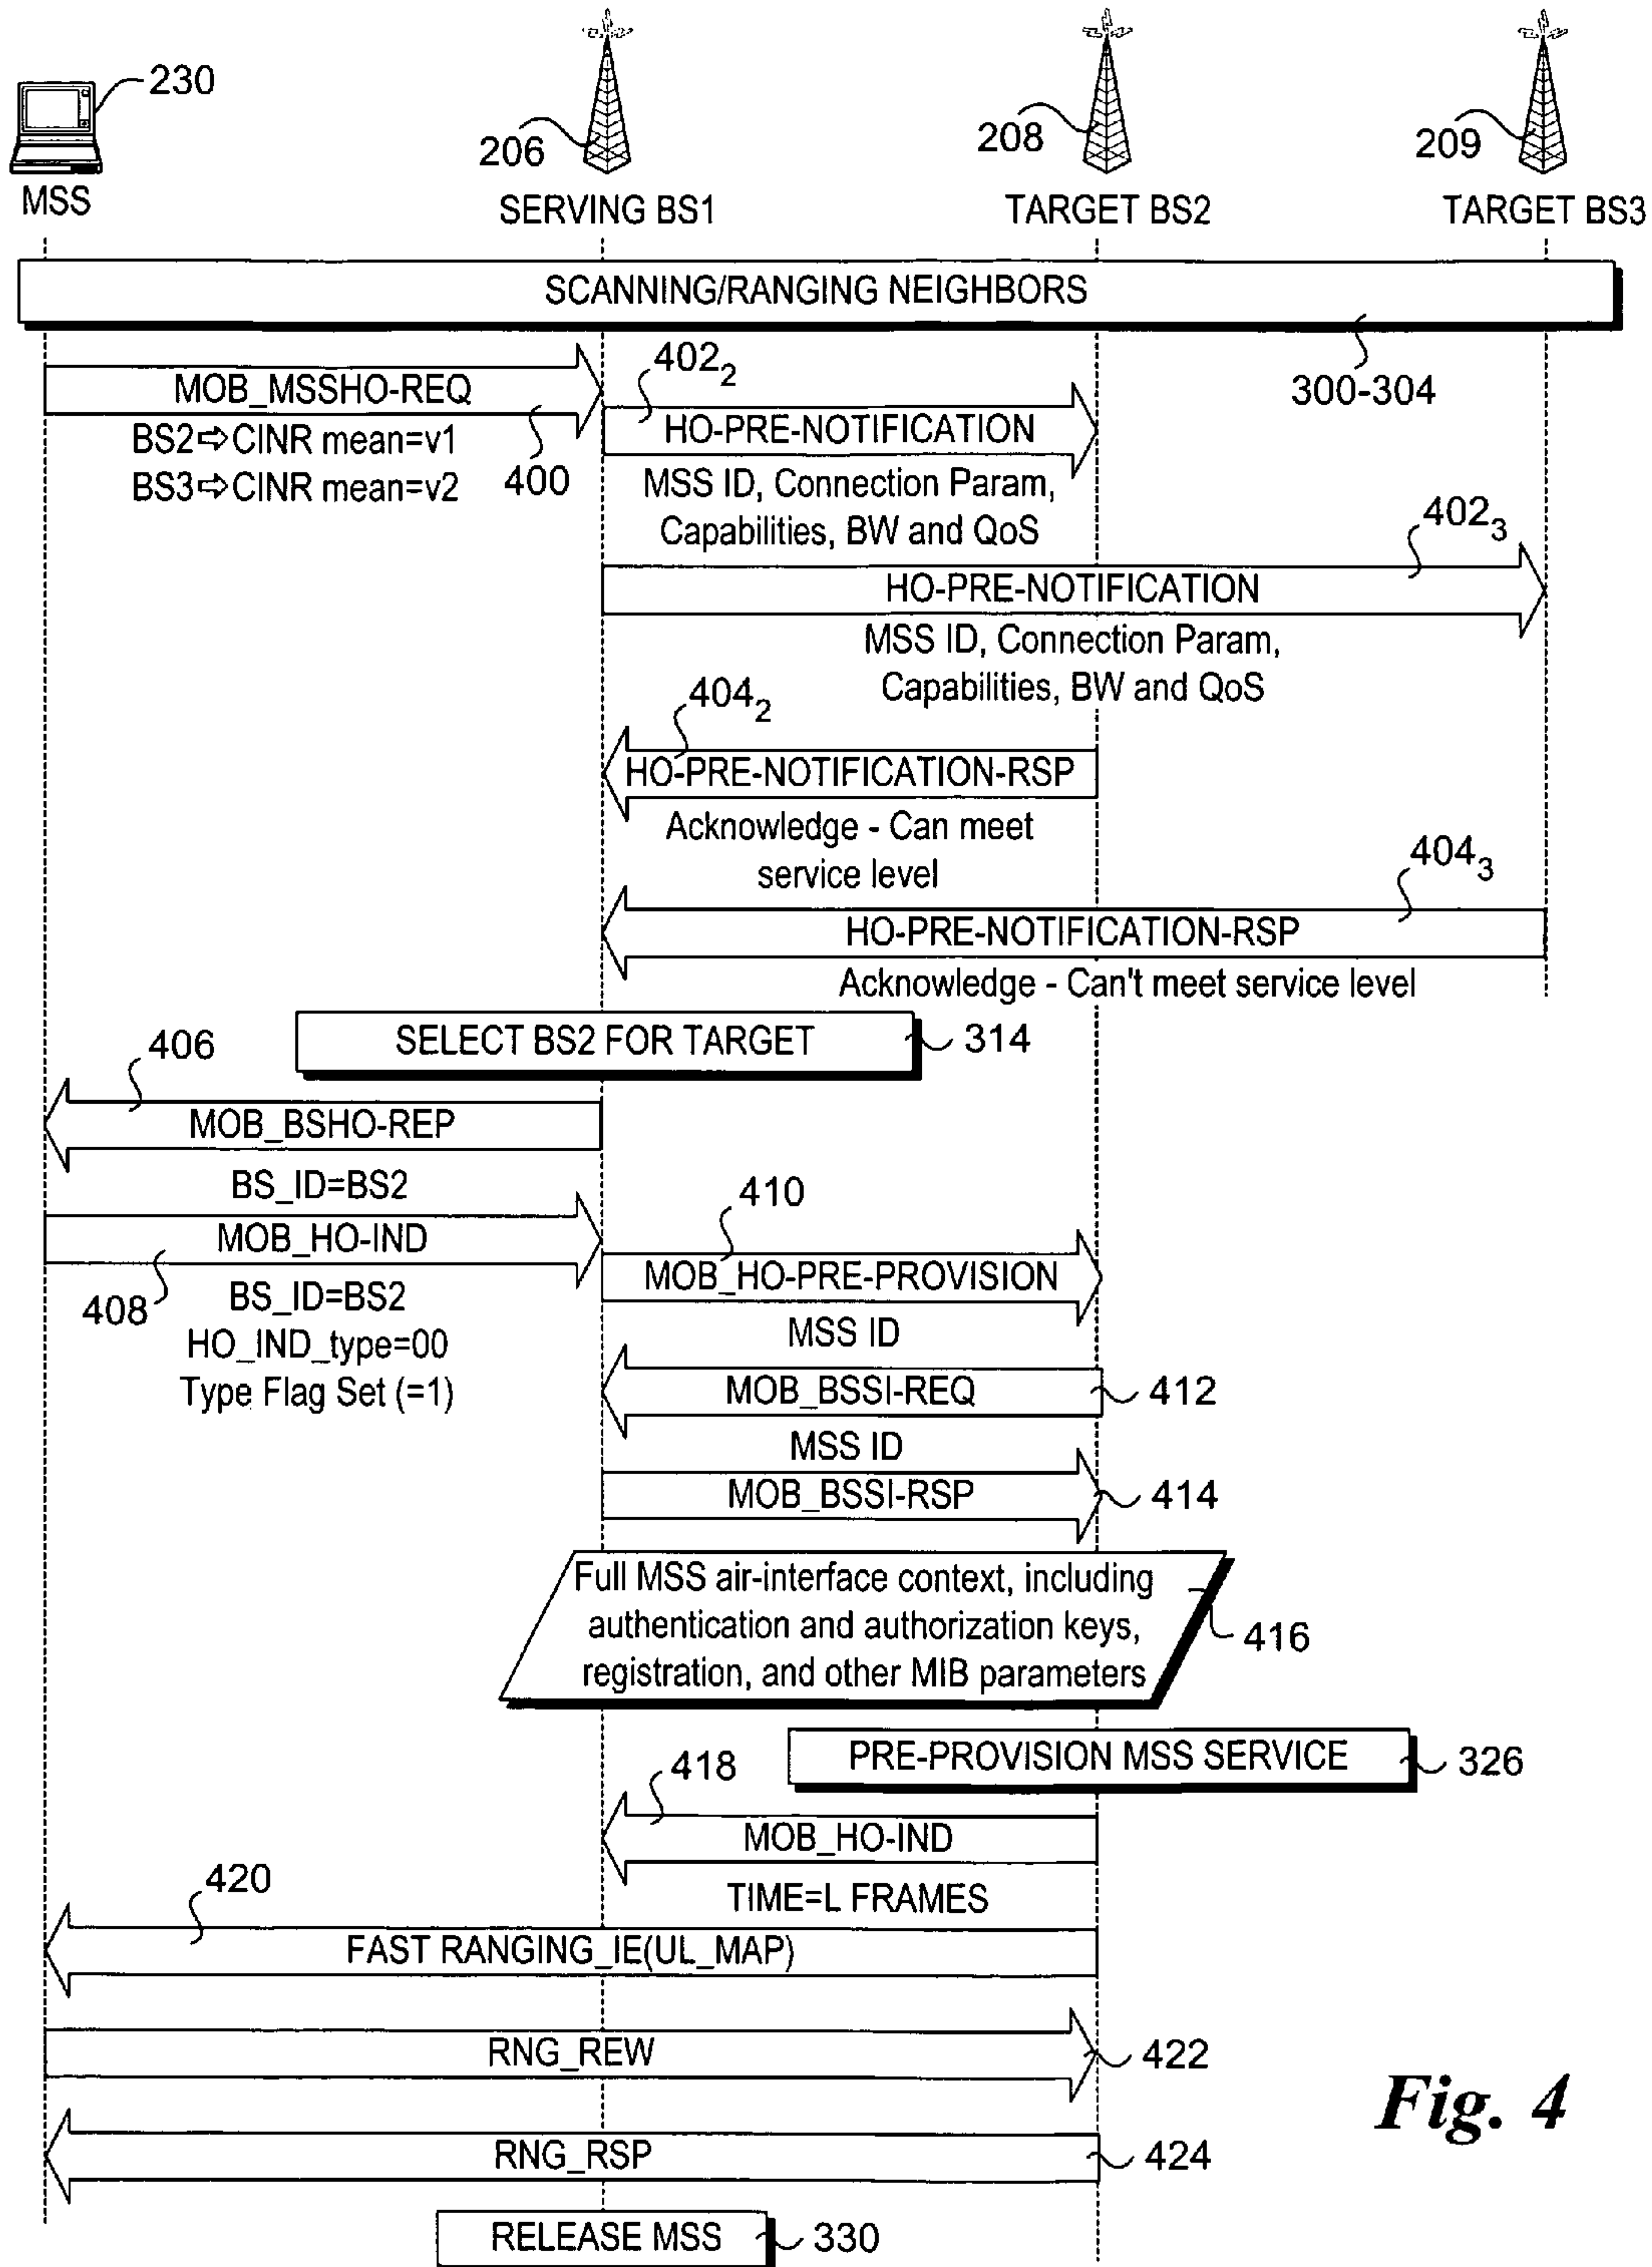 230
206
208
209
MSS
SERVING BS1
TARGET BS2
TARGET BS3
SCANNING/RANGING NEIGHBORS
300-304
MOB_MSSHO-REQ
400
BS2⇨CINR mean=v1
BS3⇨CINR mean=v2
402₂
HO-PRE-NOTIFICATION
MSS ID, Connection Param,
Capabilities, BW and QoS
402₃
HO-PRE-NOTIFICATION
MSS ID, Connection Param,
Capabilities, BW and QoS
404₂
HO-PRE-NOTIFICATION-RSP
Acknowledge - Can meet
service level
404₃
HO-PRE-NOTIFICATION-RSP
Acknowledge - Can't meet service level
SELECT BS2 FOR TARGET
314
406
MOB_BSHO-REP
BS_ID=BS2
MOB_HO-IND
408
BS_ID=BS2
HO_IND_type=00
Type Flag Set (=1)
410
MOB_HO-PRE-PROVISION
MSS ID
MOB_BSSI-REQ
412
MSS ID
MOB_BSSI-RSP
414
Full MSS air-interface context, including
authentication and authorization keys,
registration, and other MIB parameters
416
PRE-PROVISION MSS SERVICE
326
418
MOB_HO-IND
TIME=L FRAMES
420
FAST RANGING_IE(UL_MAP)
RNG_REW
422
RNG_RSP
424
RELEASE MSS
330
Fig. 4